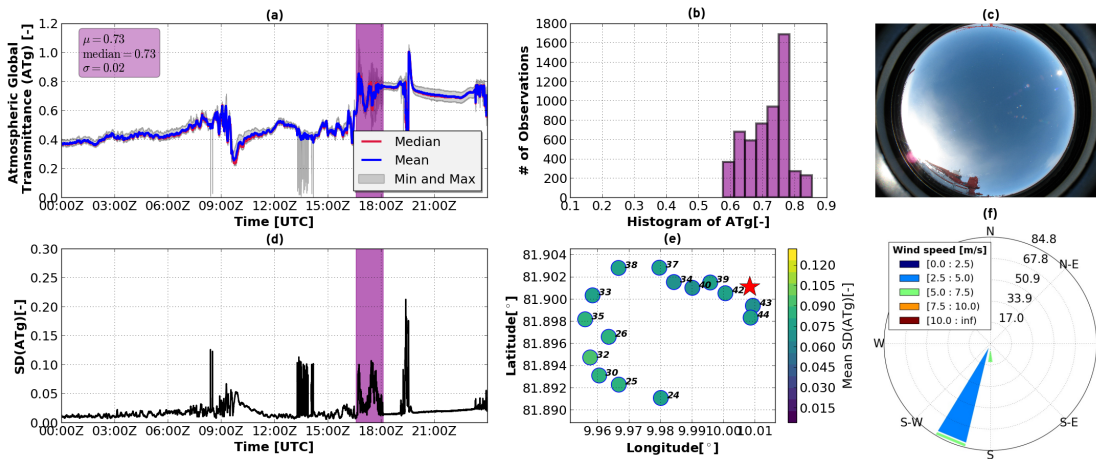 (a)
Atmospheric Global
Transmittance (ATg) [-]
1.2
1.0
0.8
0.6
0.4
0.2
0.0
μ = 0.73
median = 0.73
σ = 0.02
Median
Mean
Min and Max
00:00Z 03:00Z 06:00Z 09:00Z 12:00Z 15:00Z 18:00Z 21:00Z
Time [UTC]
(b)
# of Observations
1800
1600
1400
1200
1000
800
600
400
200
0
0.1 0.2 0.3 0.4 0.5 0.6 0.7 0.8 0.9
Histogram of ATg[-]
(c)
(d)
SD(ATg)[-]
0.30
0.25
0.20
0.15
0.10
0.05
0.00
00:00Z 03:00Z 06:00Z 09:00Z 12:00Z 15:00Z 18:00Z 21:00Z
Time [UTC]
(e)
Latitude[°]
81.904
81.902
81.900
81.898
81.896
81.894
81.892
81.890
38 37 34 40 39 42 43 44
33 35 26 32 30 25 24
9.96 9.97 9.98 9.99 10.00 10.01
Longitude[°]
Mean SD(ATg)[-]
0.120
0.105
0.090
0.075
0.060
0.045
0.030
0.015
(f)
Wind speed [m/s]
[0.0 : 2.5)
[2.5 : 5.0)
[5.0 : 7.5)
[7.5 : 10.0)
[10.0 : inf)
N
N-E
W
S-W
S
S-E
84.8
67.8
50.9
33.9
17.0